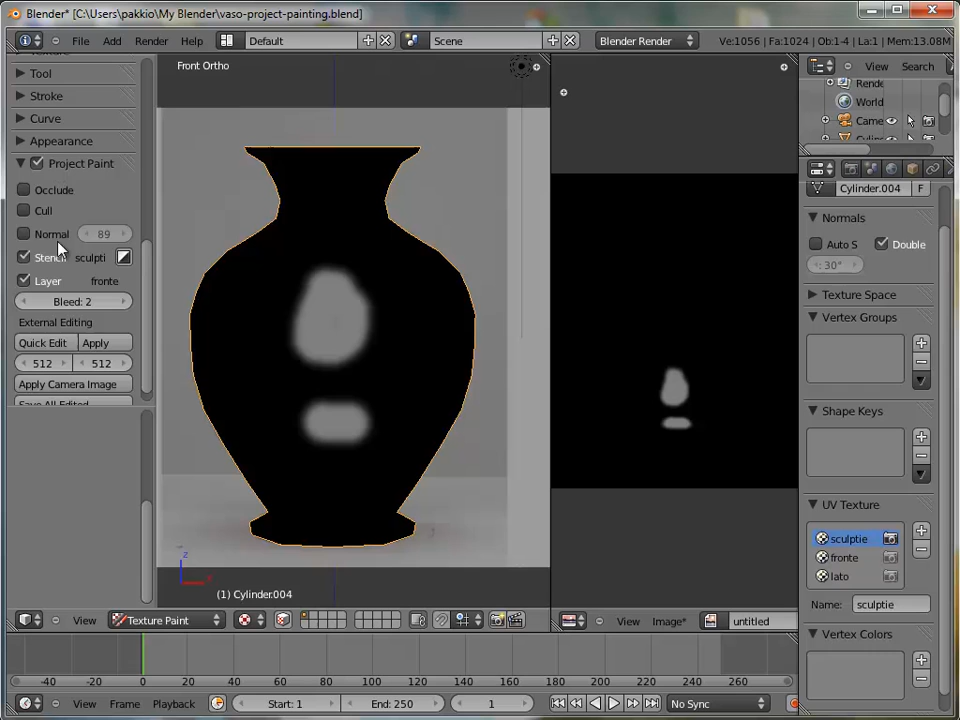 Blender* [C:\Users\pakkio\My Blender\vaso-project-painting.blend]
File Add Render Help Default Scene Blender Render Ve:1056 | Fa:1024 | Ob:1-4 | La:1 | Mem:13.08M
Tool
Stroke
Curve
Appearance
Project Paint
Occlude
Cull
Normal 89
Stenc sculpti
Layer fronte
Bleed: 2
External Editing
Quick Edit Apply
512 512
Apply Camera Image
Save All Edited
Front Ortho
(1) Cylinder.004
View Texture Paint
View Image* untitled
View Search
Rende
World
Came
Cylinder.004 F
Normals
Auto S Double
: 30°
Texture Space
Vertex Groups
Shape Keys
UV Texture
sculptie
fronte
lato
Name: sculptie
Vertex Colors
-40 -20 0 20 40 60 80 100 120 140 160 180 200 220 240 260
View Frame Playback Start: 1 End: 250 1 No Sync